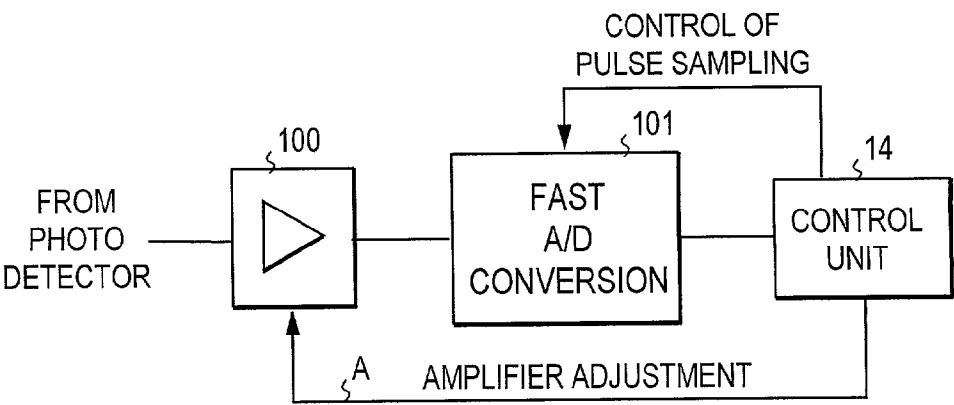 CONTROL OF
PULSE SAMPLING
100
101
14
FROM
PHOTO
DETECTOR
FAST
A/D
CONVERSION
CONTROL
UNIT
A
AMPLIFIER ADJUSTMENT